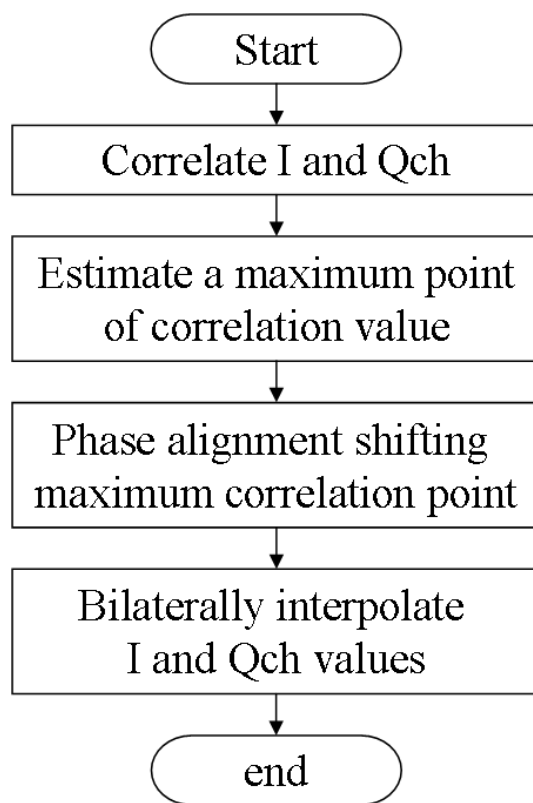 Start
Correlate I and Qch
Estimate a maximum point
of correlation value
Phase alignment shifting
maximum correlation point
Bilaterally interpolate
I and Qch values
end